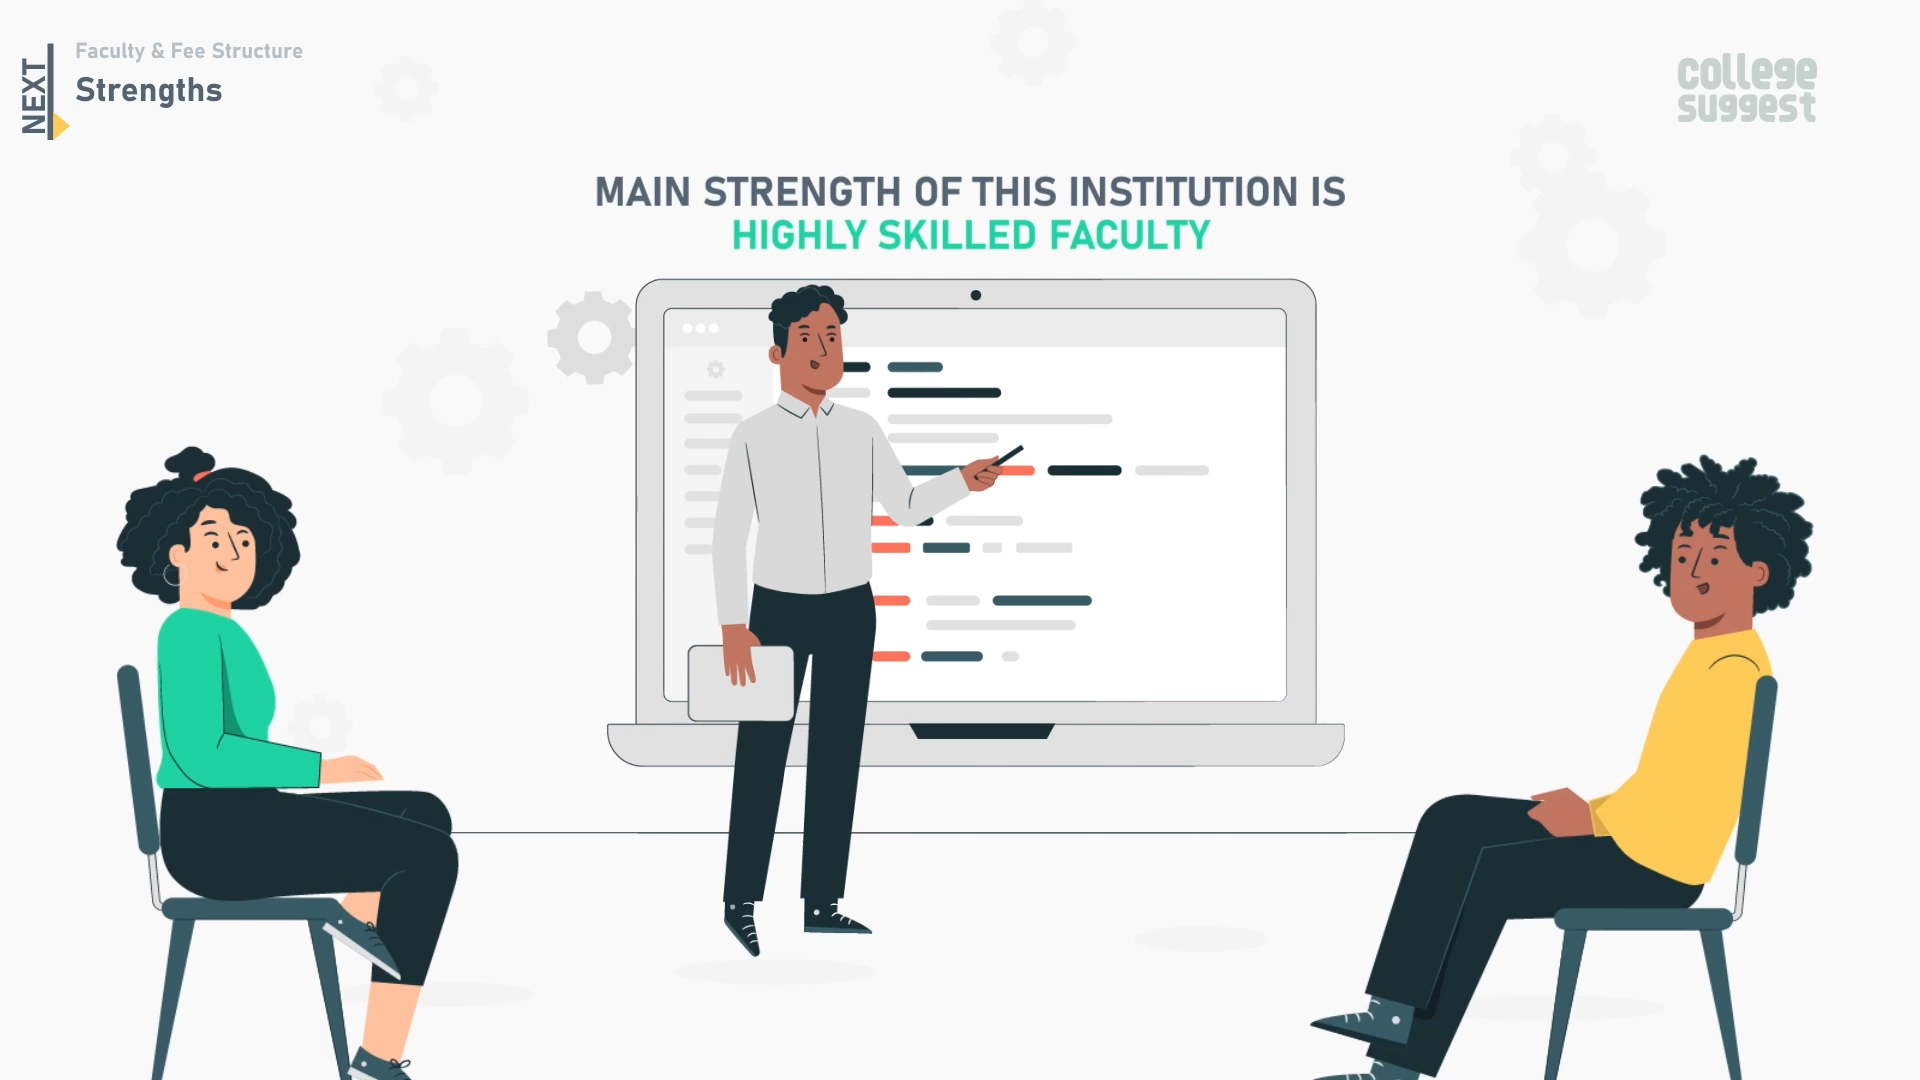 NEXT
Faculty & Fee Structure
Strengths
college
suggest
MAIN STRENGTH OF THIS INSTITUTION IS
HIGHLY SKILLED FACULTY